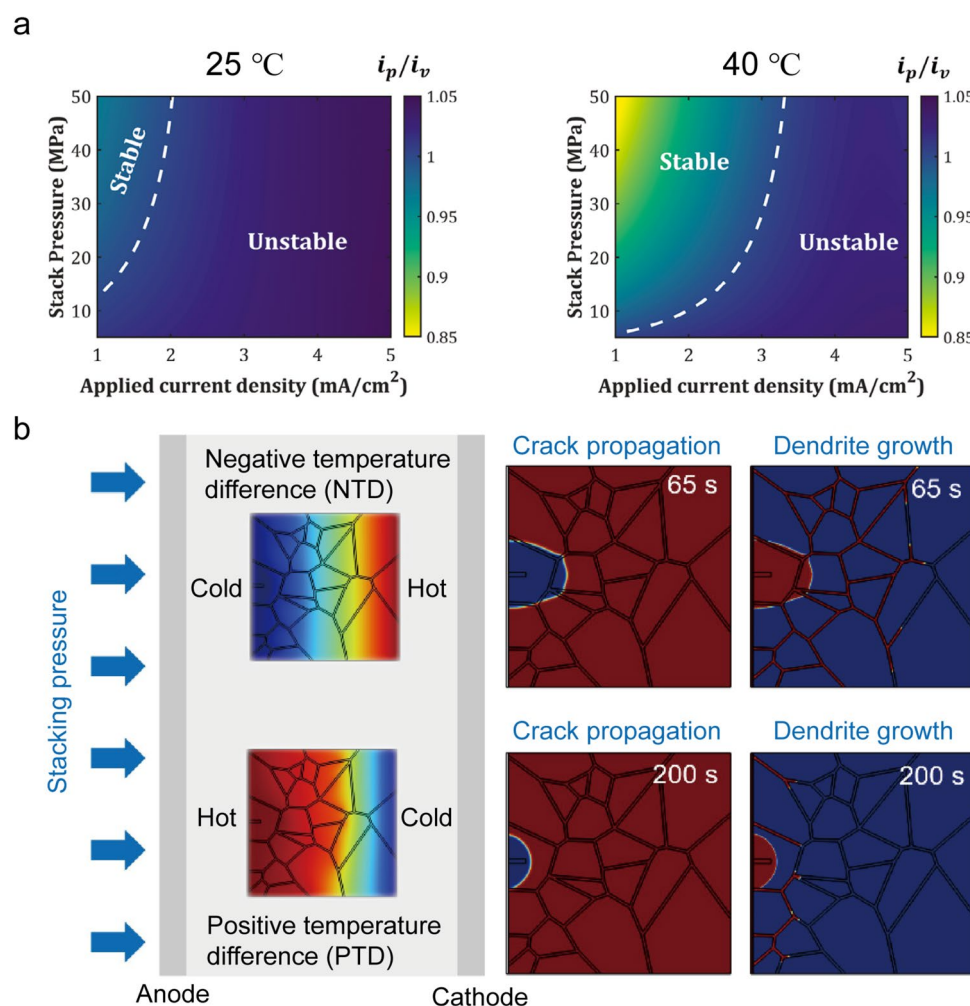 a
25 ℃
i_p/i_v
40 ℃
i_p/i_v
Stack Pressure (MPa)
50
40
30
20
10
Stable
Unstable
1 2 3 4 5
Applied current density (mA/cm²)
1.05
1
0.95
0.9
0.85
Stack Pressure (MPa)
50
40
30
20
10
Stable
Unstable
1 2 3 4 5
Applied current density (mA/cm²)
1.05
1
0.95
0.9
0.85
b
Stacking pressure
Negative temperature
difference (NTD)
Cold
Hot
Hot
Cold
Positive temperature
difference (PTD)
Anode
Cathode
Crack propagation
65 s
Dendrite growth
65 s
Crack propagation
200 s
Dendrite growth
200 s